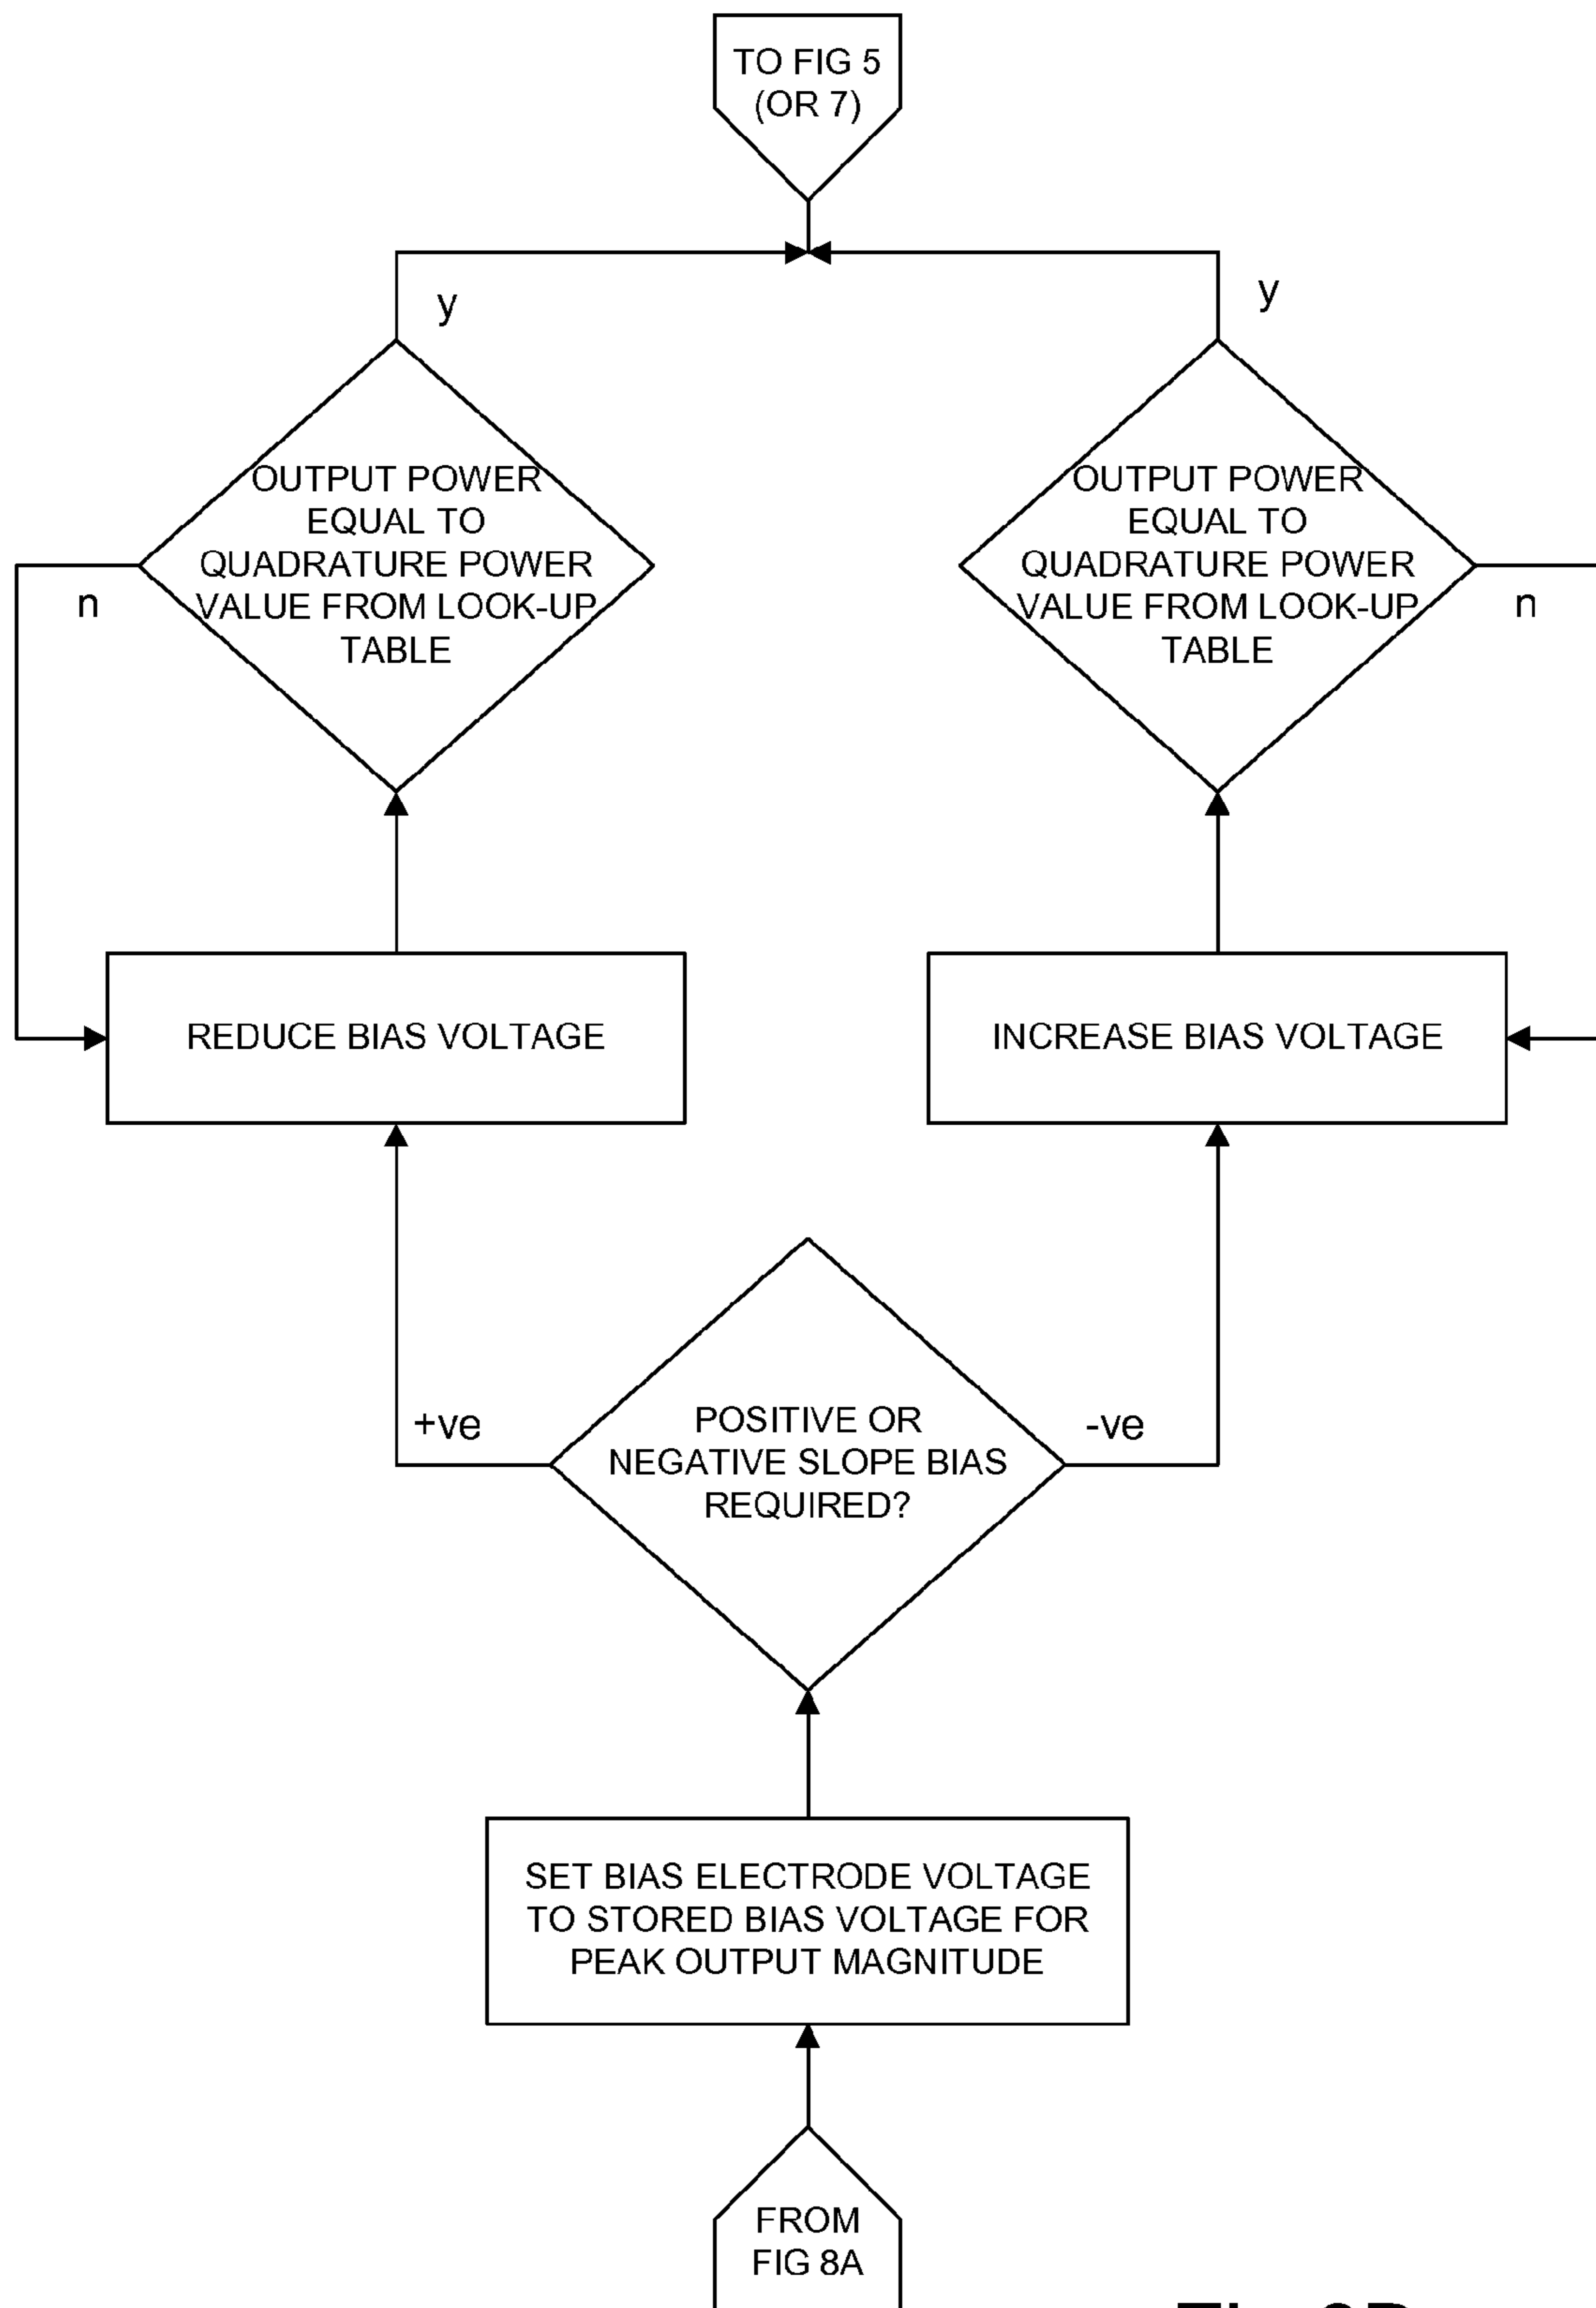 TO FIG 5
(OR 7)
y
y
OUTPUT POWER
EQUAL TO
QUADRATURE POWER
VALUE FROM LOOK-UP
TABLE
n
OUTPUT POWER
EQUAL TO
QUADRATURE POWER
VALUE FROM LOOK-UP
TABLE
n
REDUCE BIAS VOLTAGE
INCREASE BIAS VOLTAGE
+ve
POSITIVE OR
NEGATIVE SLOPE BIAS
REQUIRED?
-ve
SET BIAS ELECTRODE VOLTAGE
TO STORED BIAS VOLTAGE FOR
PEAK OUTPUT MAGNITUDE
FROM
FIG 8A